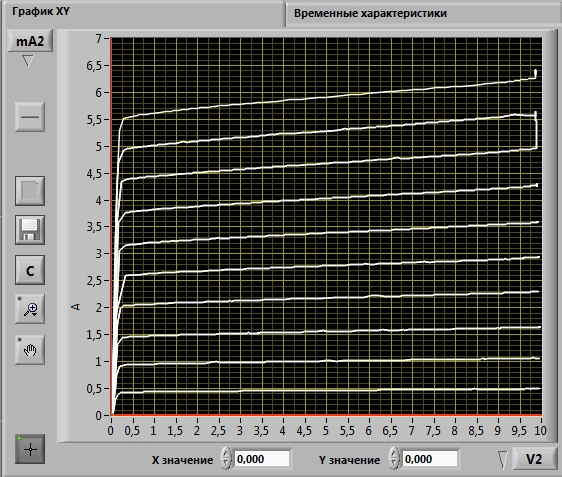 График XY
Временные характеристики
mA2
7
6,5
6
5,5
5
4,5
4
3,5
3
2,5
2
1,5
1
0,5
0
A
C
0 0,5 1 1,5 2 2,5 3 3,5 4 4,5 5 5,5 6 6,5 7 7,5 8 8,5 9 9,5 10
X значение 0,000 Y значение 0,000 V2